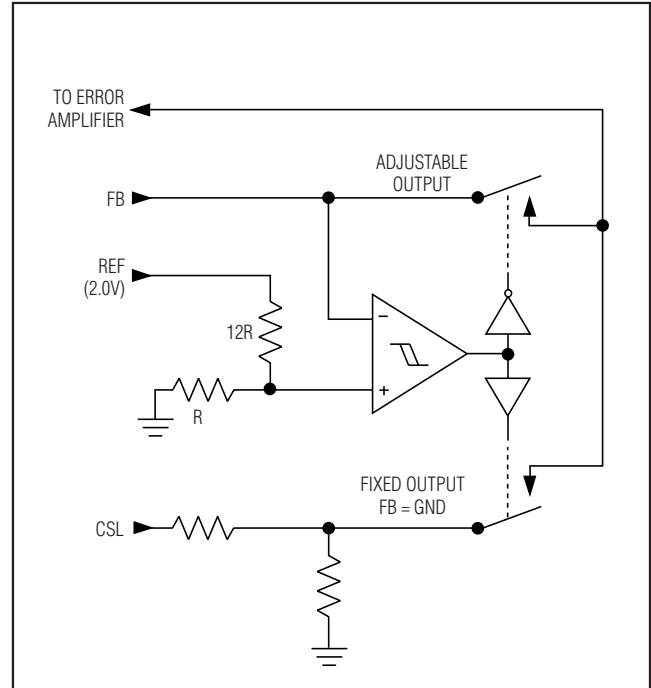 TO ERROR
AMPLIFIER
ADJUSTABLE
OUTPUT
FB
REF
(2.0V)
12R
−
+
R
FIXED OUTPUT
FB = GND
CSL